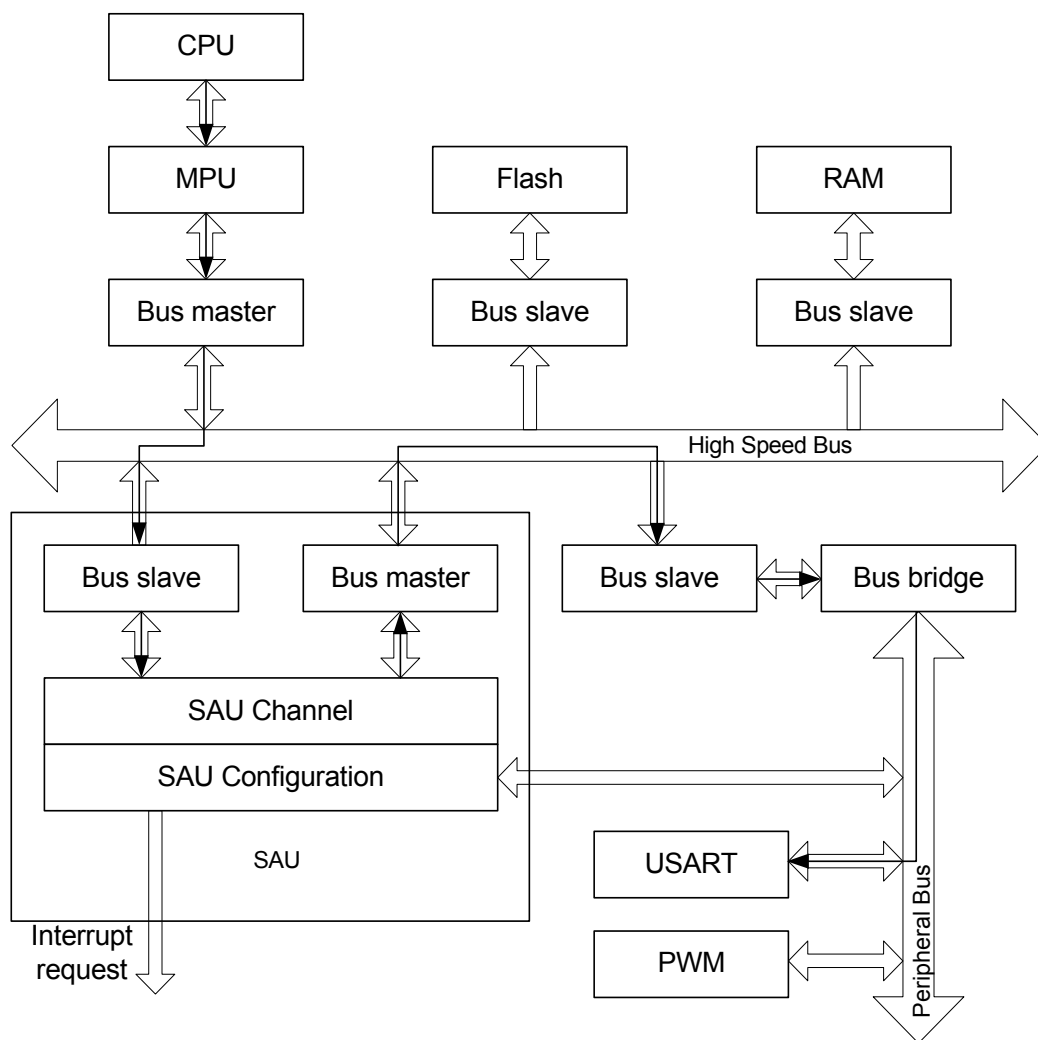 CPU
MPU
Flash
RAM
Bus master
Bus slave
Bus slave
High Speed Bus
Bus slave
Bus master
Bus slave
Bus bridge
SAU Channel
SAU Configuration
SAU
USART
Interrupt
request
PWM
Peripheral Bus